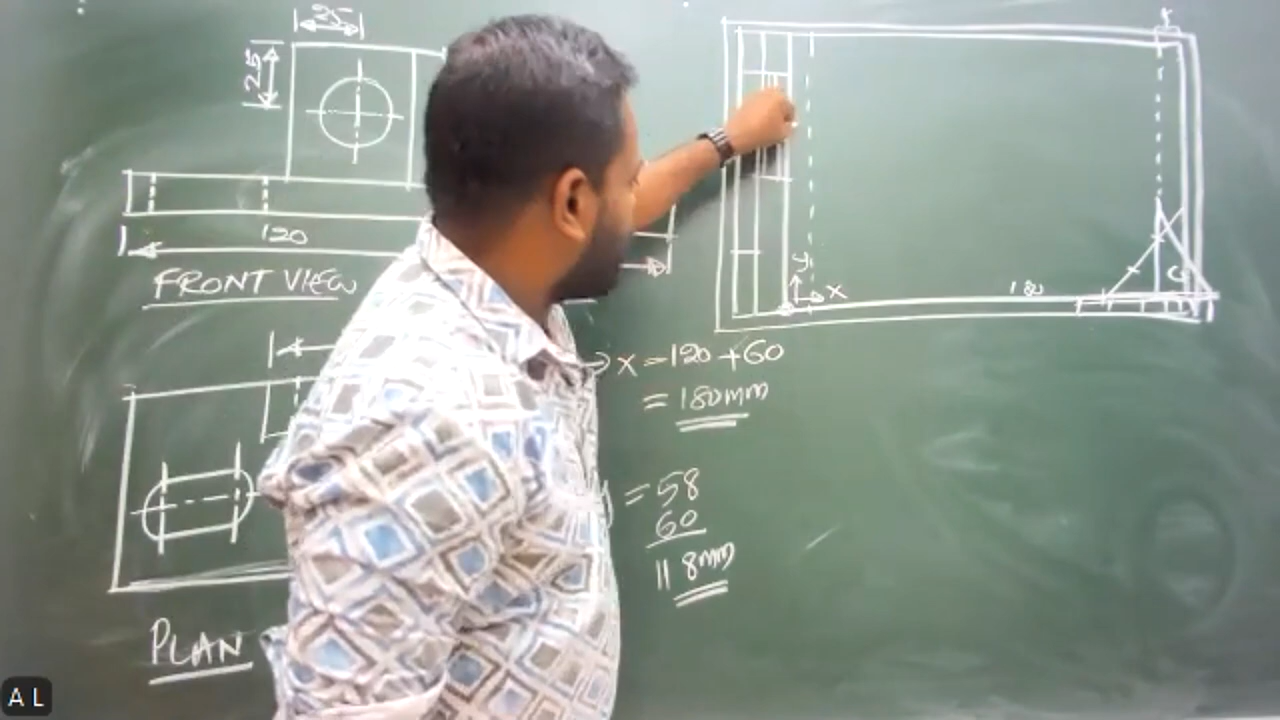 25
25
120
FRONT VIEW
PLAN
x = 120 + 60
= 180mm
= 58
60
118mm
y
x
180
A L